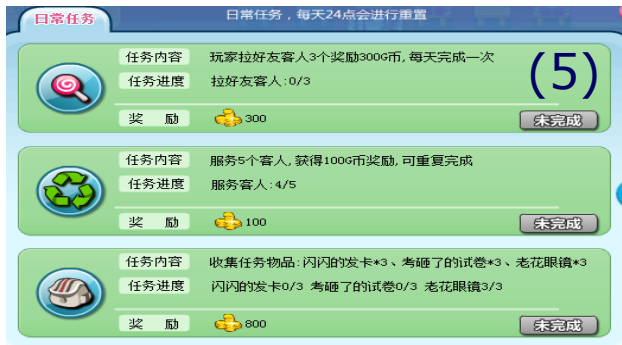 日常任务
日常任务，每天24点会进行重置
任务内容 玩家拉好友客人3个奖励300G币,每天完成一次
(5)
任务进度 拉好友客人:0/3
奖励 300 未完成
任务内容 服务5个客人,获得100G币奖励,可重复完成
任务进度 服务客人:4/5
奖励 100 未完成
任务内容 收集任务物品:闪闪的发卡*3、考砸了的试卷*3、老花眼镜*3
任务进度 闪闪的发卡0/3 考砸了的试卷0/3 老花眼镜3/3
奖励 800 未完成